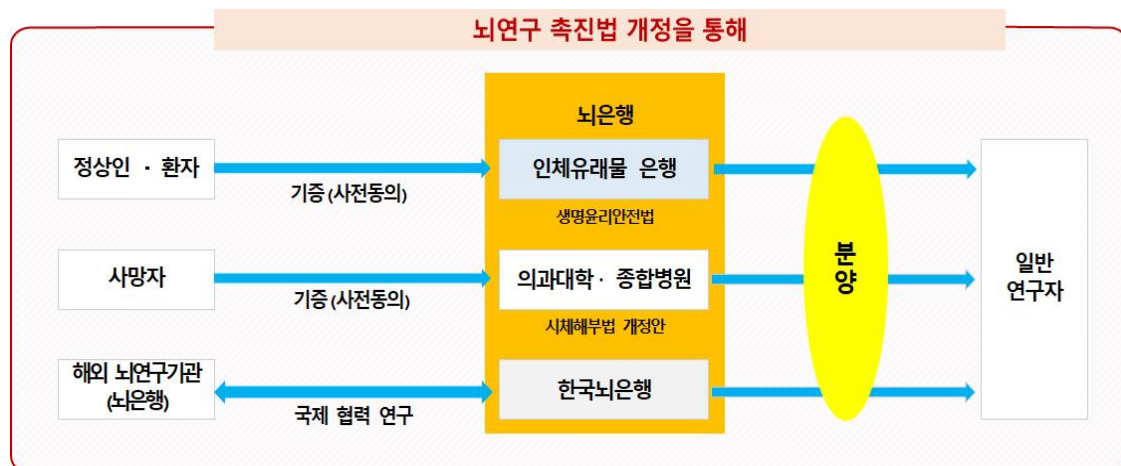 뇌연구 촉진법 개정을 통해
뇌은행
정상인 · 환자
기증(사전동의)
인체유래물 은행
생명윤리안전법
사망자
기증(사전동의)
의과대학· 종합병원
시체해부법 개정안
해외 뇌연구기관
(뇌은행)
국제 협력 연구
한국뇌은행
분
양
일반
연구자